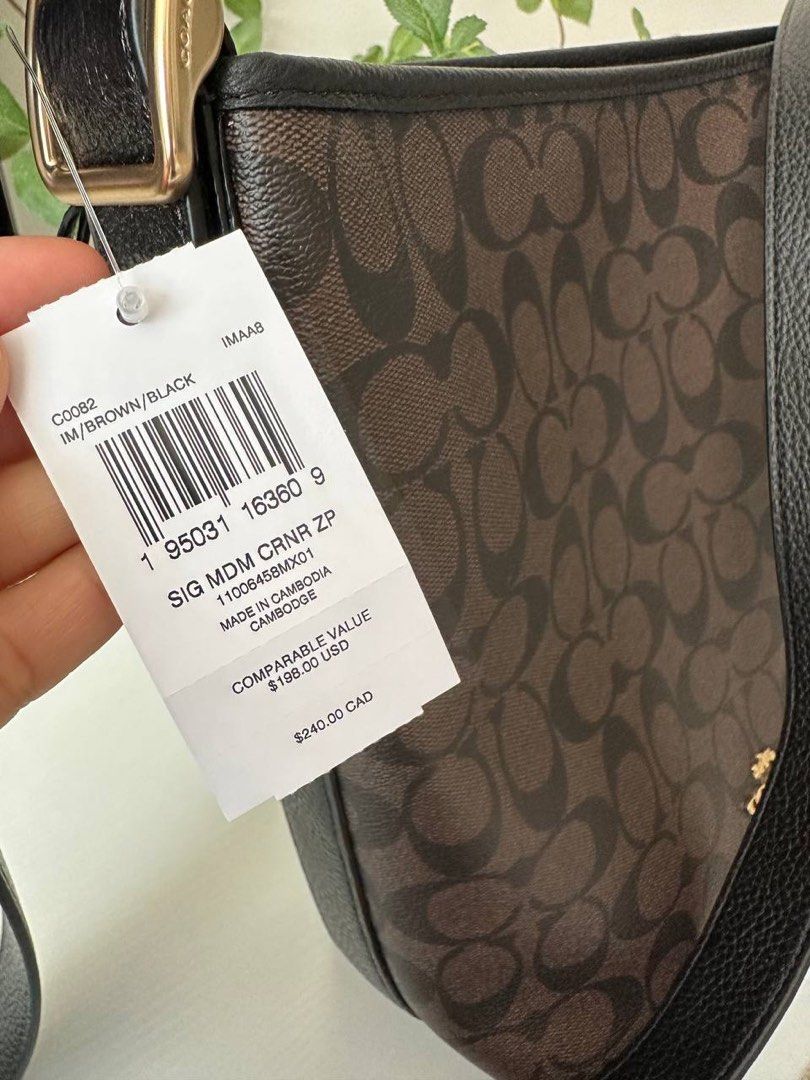 COACH
IMAA8
C0082
IM/BROWN/BLACK
1 95031 16360 9
SIG MDM CRNR ZP
11006458MX01
MADE IN CAMBODIA
CAMBODGE
COMPARABLE VALUE
$198.00 USD
$240.00 CAD